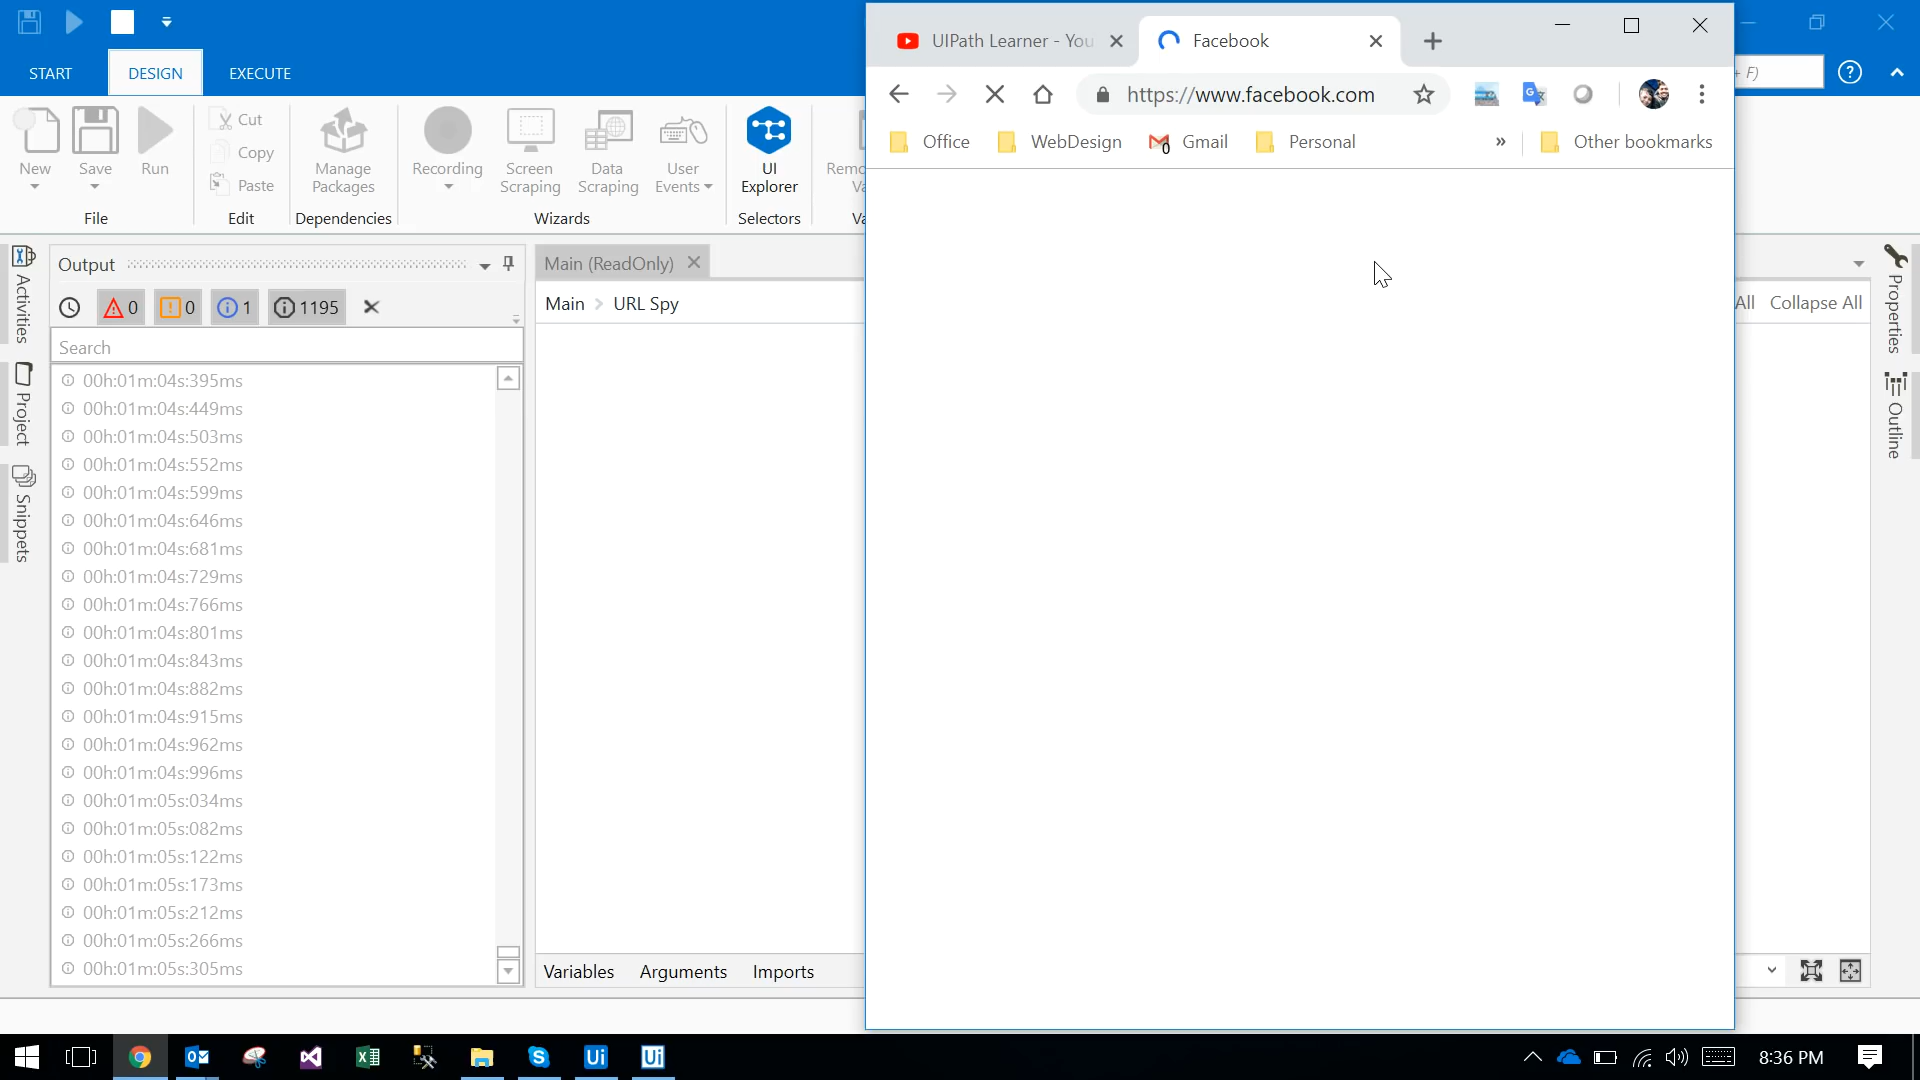 START
DESIGN
EXECUTE
+ F)
New
Save
Run
File
Cut
Copy
Paste
Edit
Manage
Packages
Dependencies
Recording
Screen
Scraping
Data
Scraping
User
Events
Wizards
UI
Explorer
Selectors
UIPath Learner - You
Facebook
https://www.facebook.com
Office
WebDesign
0
Gmail
Personal
»
Other bookmarks
Activities
Project
Snippets
Output
0
0
1
1195
Search
00h:01m:04s:395ms
00h:01m:04s:449ms
00h:01m:04s:503ms
00h:01m:04s:552ms
00h:01m:04s:599ms
00h:01m:04s:646ms
00h:01m:04s:681ms
00h:01m:04s:729ms
00h:01m:04s:766ms
00h:01m:04s:801ms
00h:01m:04s:843ms
00h:01m:04s:882ms
00h:01m:04s:915ms
00h:01m:04s:962ms
00h:01m:04s:996ms
00h:01m:05s:034ms
00h:01m:05s:082ms
00h:01m:05s:122ms
00h:01m:05s:173ms
00h:01m:05s:212ms
00h:01m:05s:266ms
00h:01m:05s:305ms
Main (ReadOnly)
Main > URL Spy
All Collapse All
Properties
Outline
Variables Arguments Imports
Ui
Ui
8:36 PM